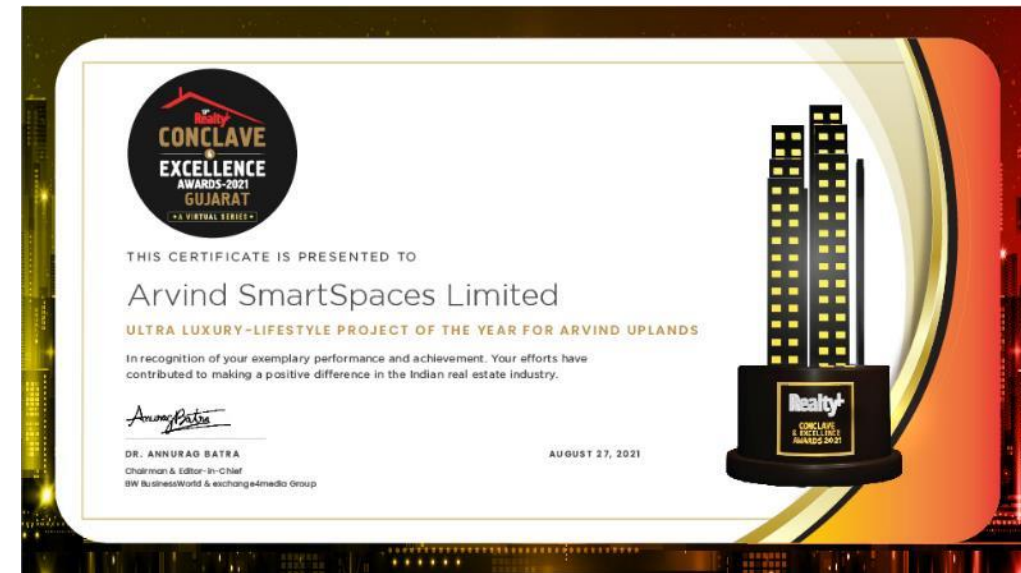 Realty+
CONCLAVE
&
EXCELLENCE
AWARDS-2021
GUJARAT
•A VIRTUAL SERIES•
THIS CERTIFICATE IS PRESENTED TO
Arvind SmartSpaces Limited
ULTRA LUXURY-LIFESTYLE PROJECT OF THE YEAR FOR ARVIND UPLANDS
In recognition of your exemplary performance and achievement. Your efforts have
contributed to making a positive difference in the Indian real estate industry.
Anurag Batra
DR. ANNURAG BATRA
AUGUST 27, 2021
Chairman & Editor-in-Chief
BW BusinessWorld & exchange4media Group
Realty+
CONCLAVE
& EXCELLENCE
AWARDS 2021